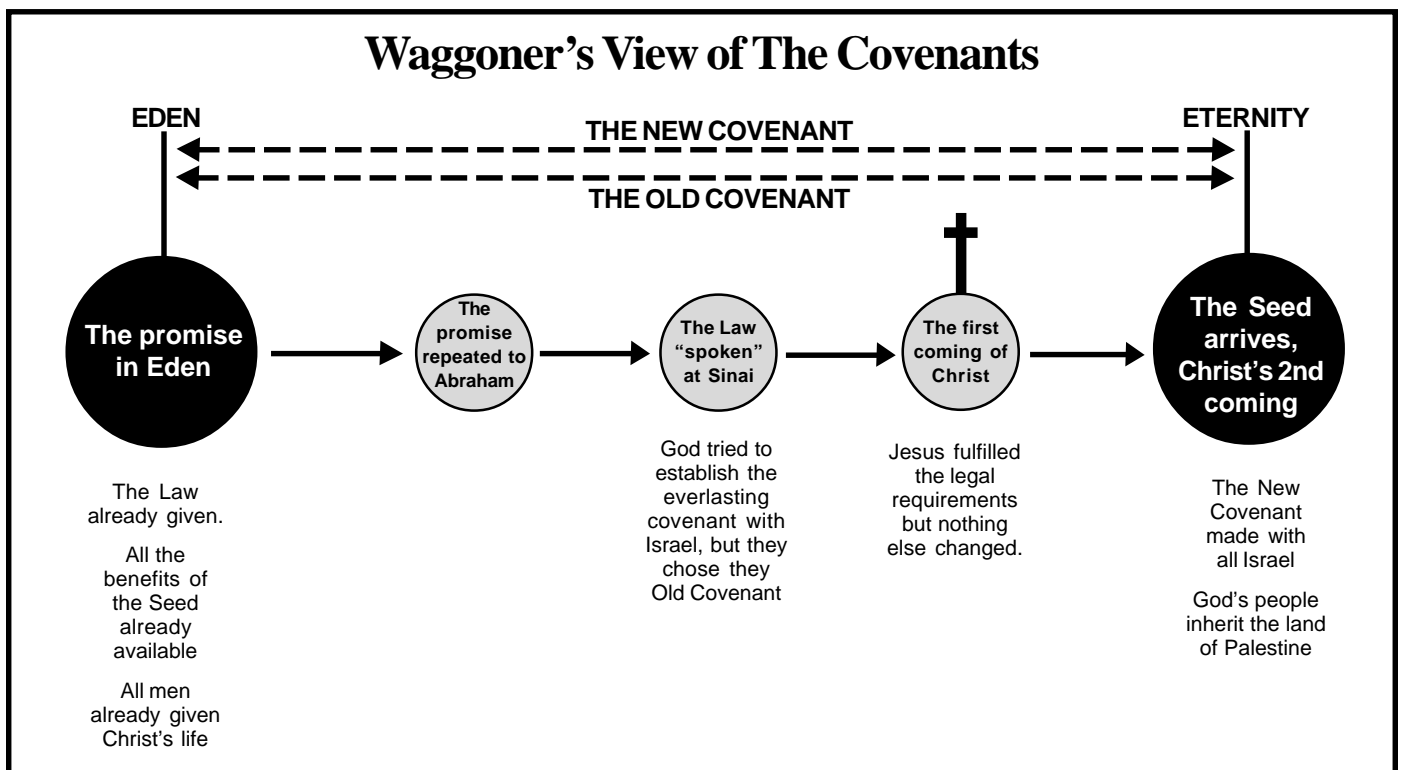 Waggoner's View of The Covenants
EDEN
ETERNITY
THE NEW COVENANT
THE OLD COVENANT
The promise
in Eden
The
promise
repeated to
Abraham
The Law
“spoken”
at Sinai
The first
coming of
Christ
The Seed
arrives,
Christ's 2nd
coming
The Law
already given.
All the
benefits of
the Seed
already
available
All men
already given
Christ's life
God tried to
establish the
everlasting
covenant with
Israel, but they
chose they
Old Covenant
Jesus fulfilled
the legal
requirements
but nothing
else changed.
The New
Covenant
made with
all Israel
God's people
inherit the land
of Palestine